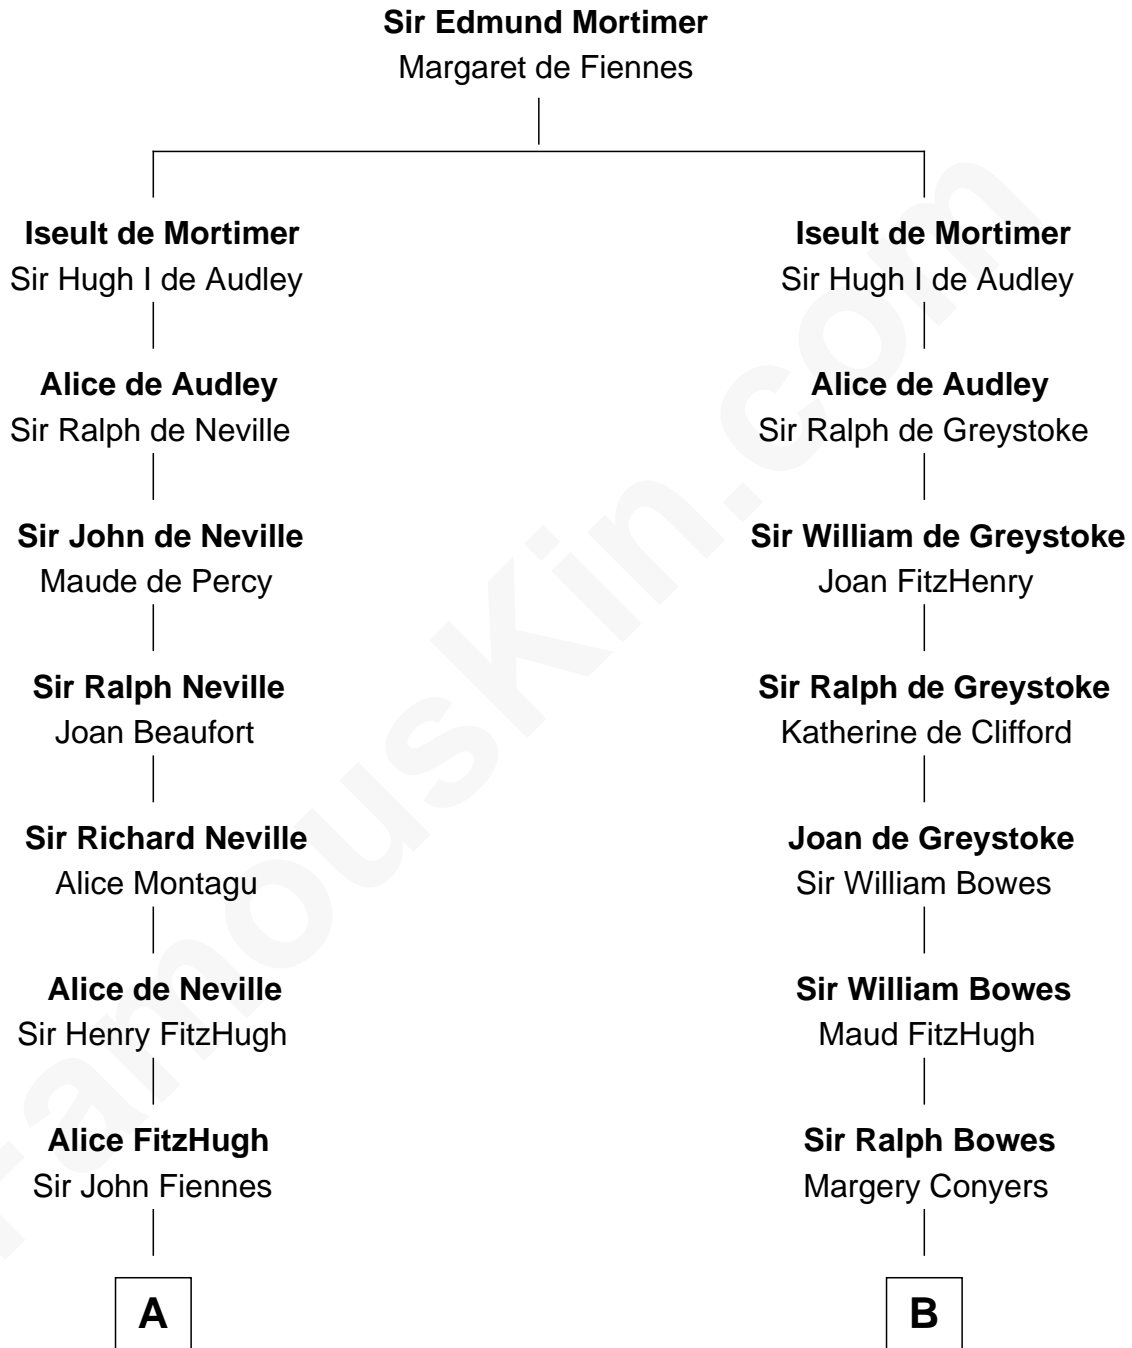 Sir Edmund Mortimer
Margaret de Fiennes
Iseult de Mortimer
Sir Hugh I de Audley
Alice de Audley
Sir Ralph de Neville
Sir John de Neville
Maude de Percy
Sir Ralph Neville
Joan Beaufort
Sir Richard Neville
Alice Montagu
Alice de Neville
Sir Henry FitzHugh
Alice FitzHugh
Sir John Fiennes
A
Iseult de Mortimer
Sir Hugh I de Audley
Alice de Audley
Sir Ralph de Greystoke
Sir William de Greystoke
Joan FitzHenry
Sir Ralph de Greystoke
Katherine de Clifford
Joan de Greystoke
Sir William Bowes
Sir William Bowes
Maud FitzHugh
Sir Ralph Bowes
Margery Conyers
B
FamousKin.com